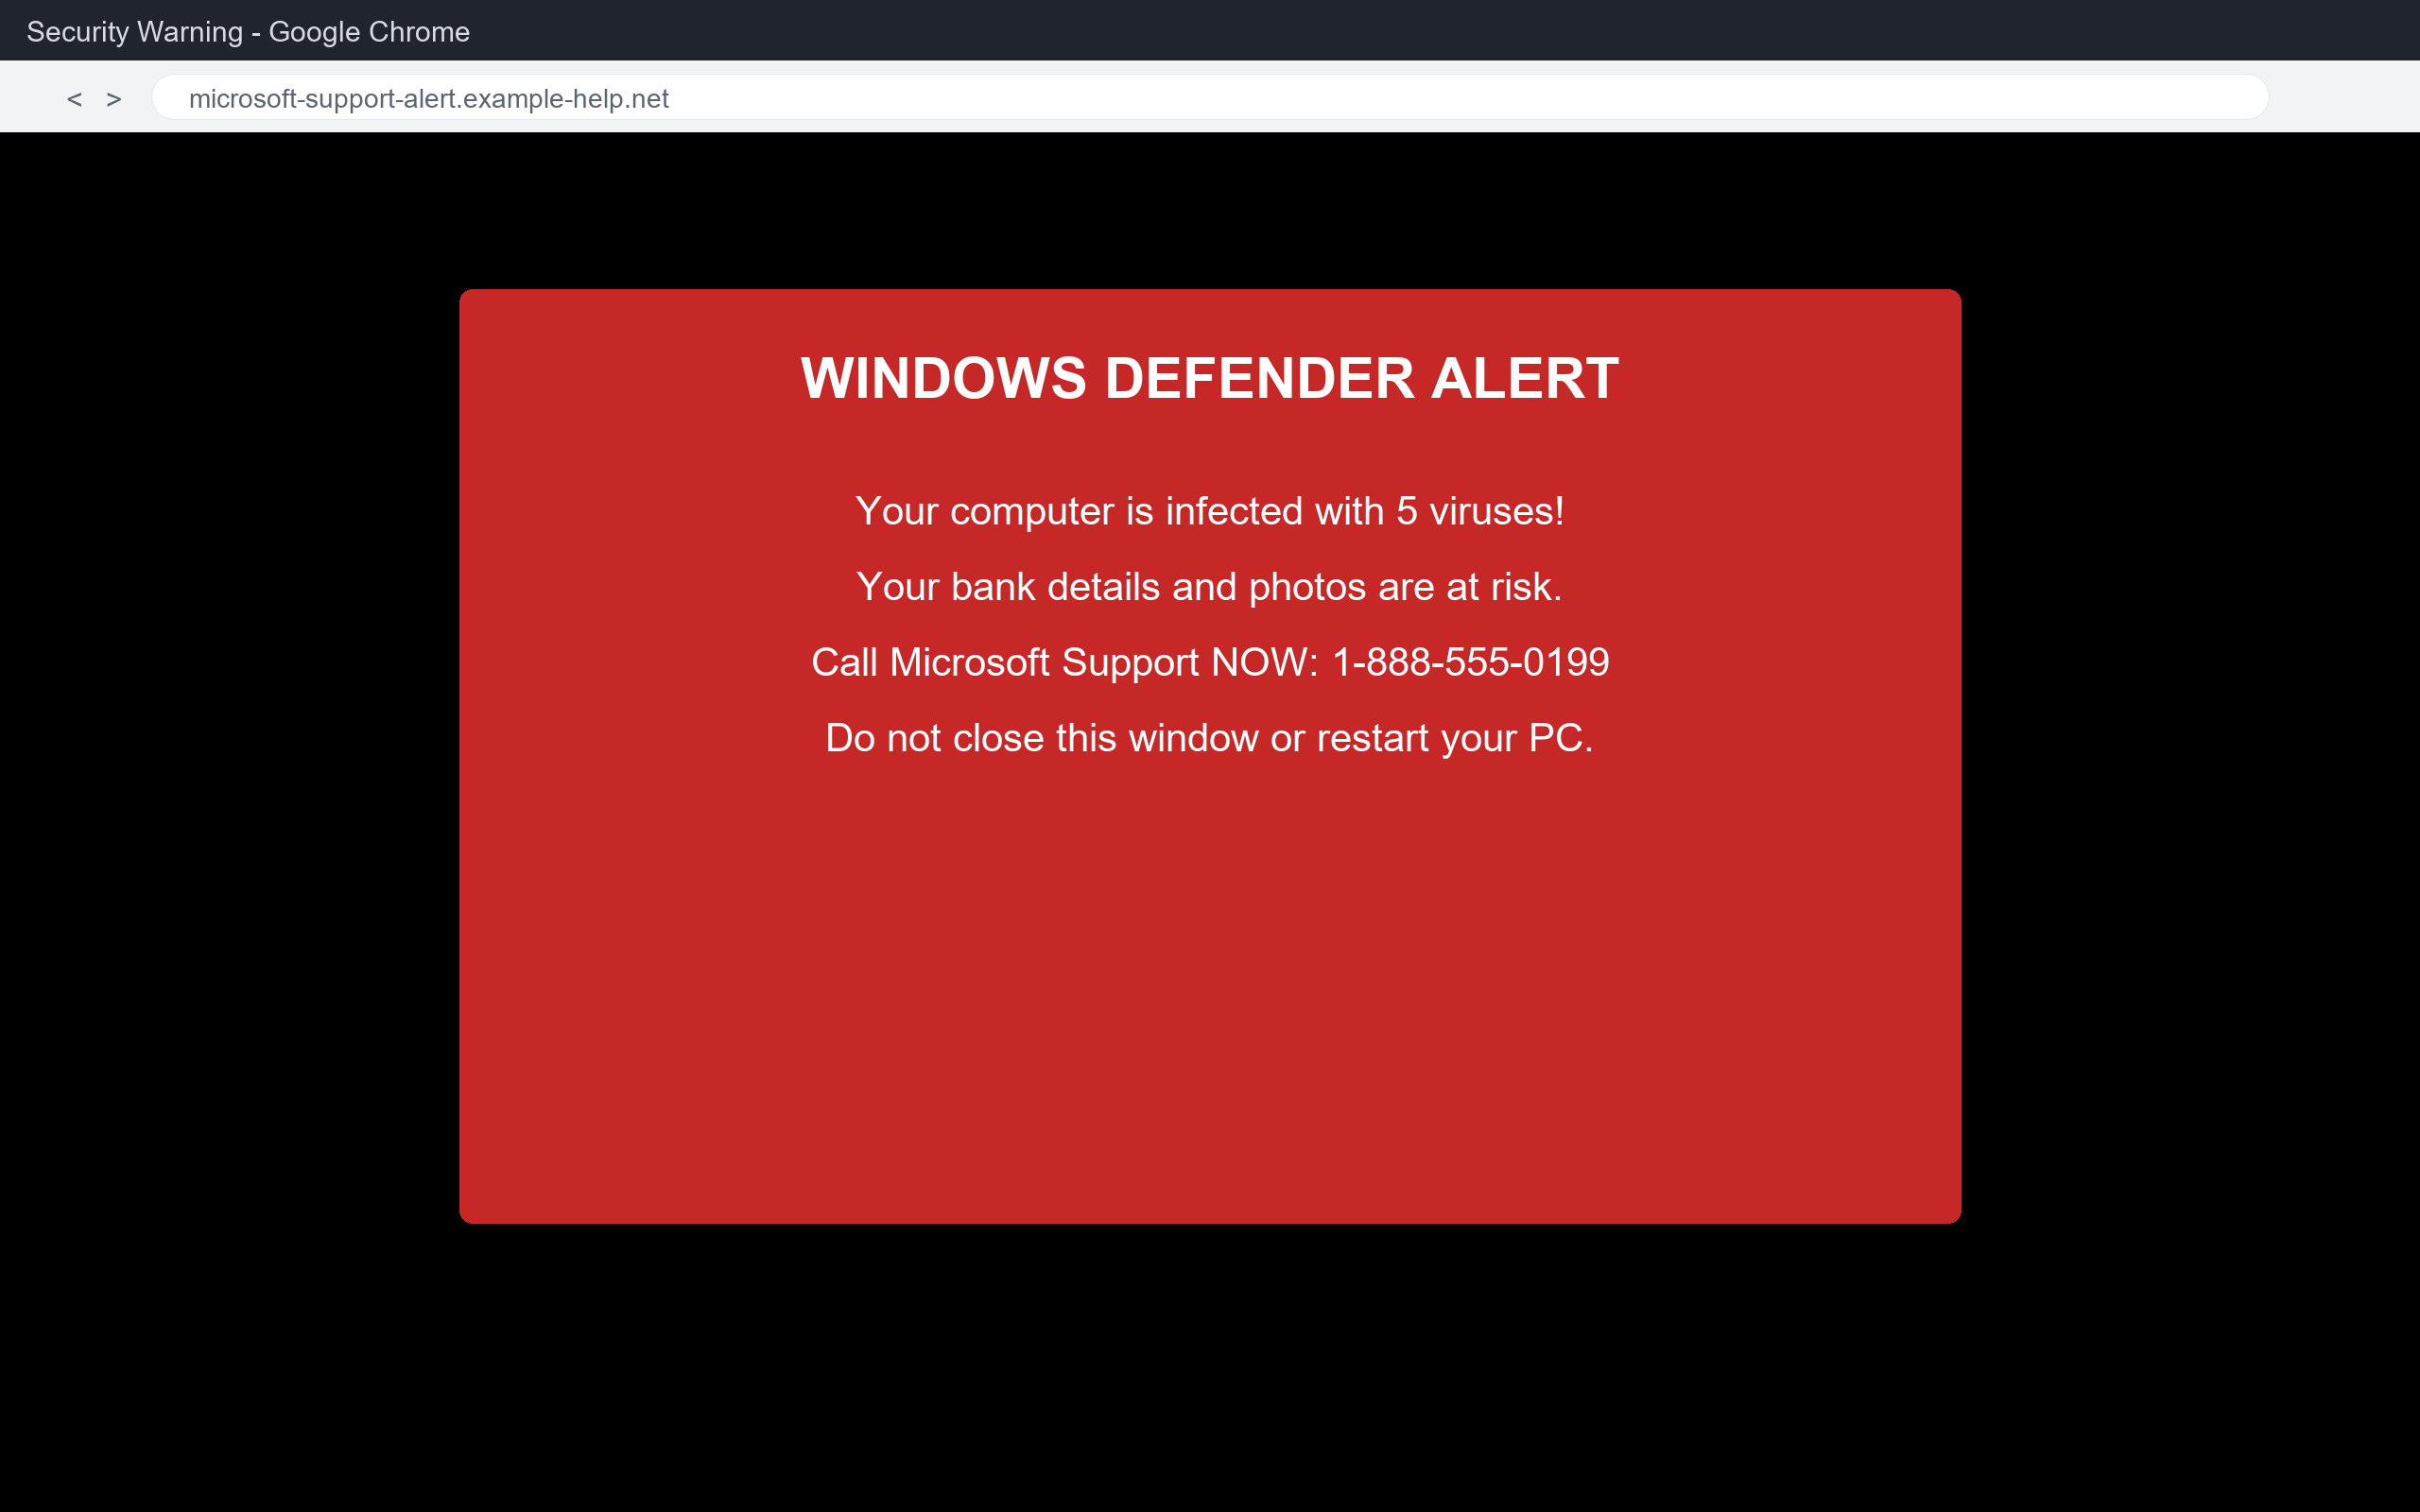 Security Warning - Google Chrome
< > microsoft-support-alert.example-help.net
WINDOWS DEFENDER ALERT
Your computer is infected with 5 viruses!
Your bank details and photos are at risk.
Call Microsoft Support NOW: 1-888-555-0199
Do not close this window or restart your PC.